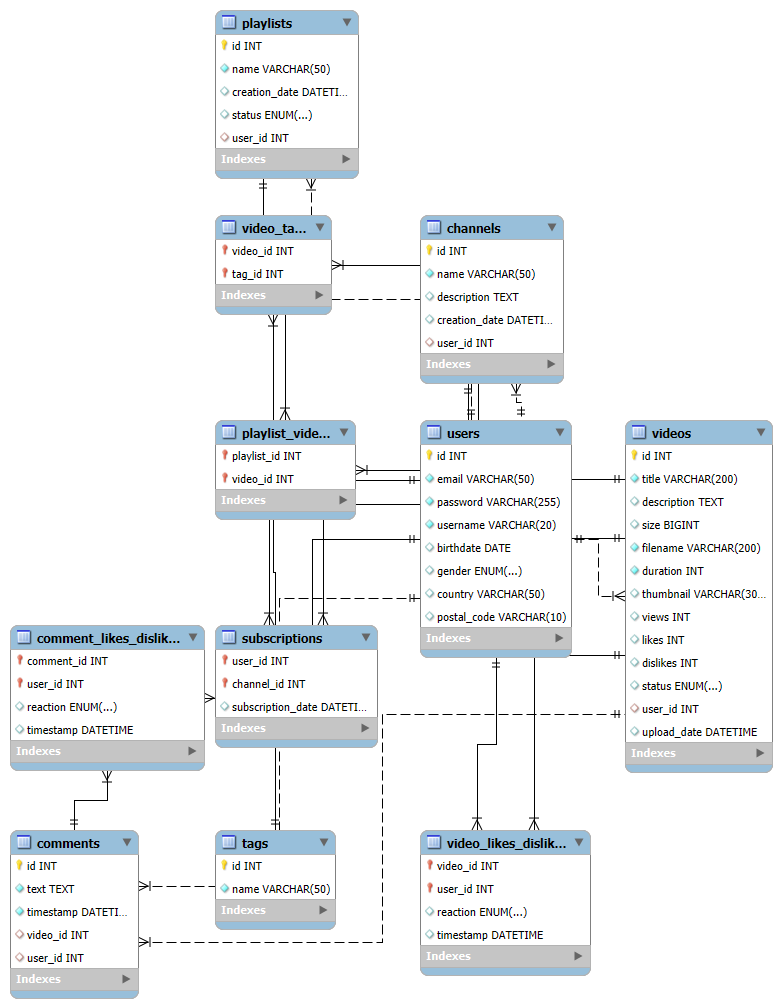 playlists
id INT
name VARCHAR(50)
creation_date DATETI...
status ENUM(...)
user_id INT
Indexes
video_ta...
video_id INT
tag_id INT
Indexes
channels
id INT
name VARCHAR(50)
description TEXT
creation_date DATETI...
user_id INT
Indexes
playlist_vide...
playlist_id INT
video_id INT
Indexes
users
id INT
email VARCHAR(50)
password VARCHAR(255)
username VARCHAR(20)
birthdate DATE
gender ENUM(...)
country VARCHAR(50)
postal_code VARCHAR(10)
Indexes
videos
id INT
title VARCHAR(200)
description TEXT
size BIGINT
filename VARCHAR(200)
duration INT
thumbnail VARCHAR(30...
views INT
likes INT
dislikes INT
status ENUM(...)
user_id INT
upload_date DATETIME
Indexes
comment_likes_dislik...
comment_id INT
user_id INT
reaction ENUM(...)
timestamp DATETIME
Indexes
subscriptions
user_id INT
channel_id INT
subscription_date DATETI...
Indexes
comments
id INT
text TEXT
timestamp DATETI...
video_id INT
user_id INT
Indexes
tags
id INT
name VARCHAR(50)
Indexes
video_likes_dislik...
video_id INT
user_id INT
reaction ENUM(...)
timestamp DATETIME
Indexes